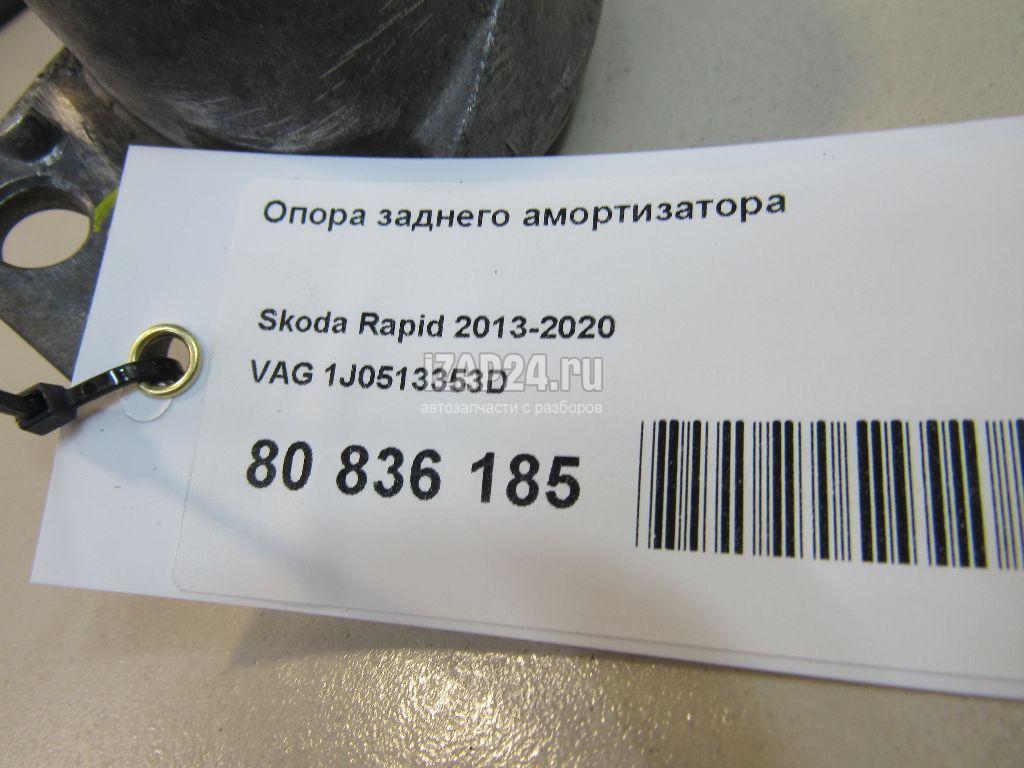 Опора заднего амортизатора
Skoda Rapid 2013-2020
VAG 1J0513353D
iZAP24.ru
автозапчасти с разборов
80 836 185